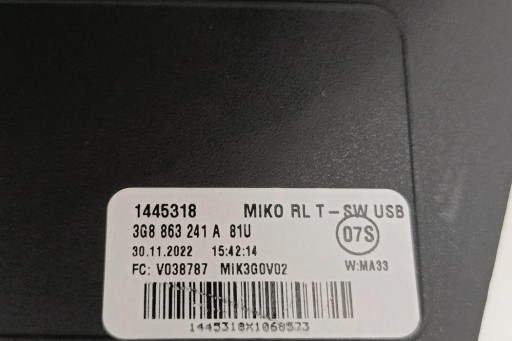 1445318 MIKO RL T-SW USB
3G8 863 241 A 81U
07S
30.11.2022 15:42:14
FC: V038787 MiK3G0V02 W:MA33
1445318X1068573